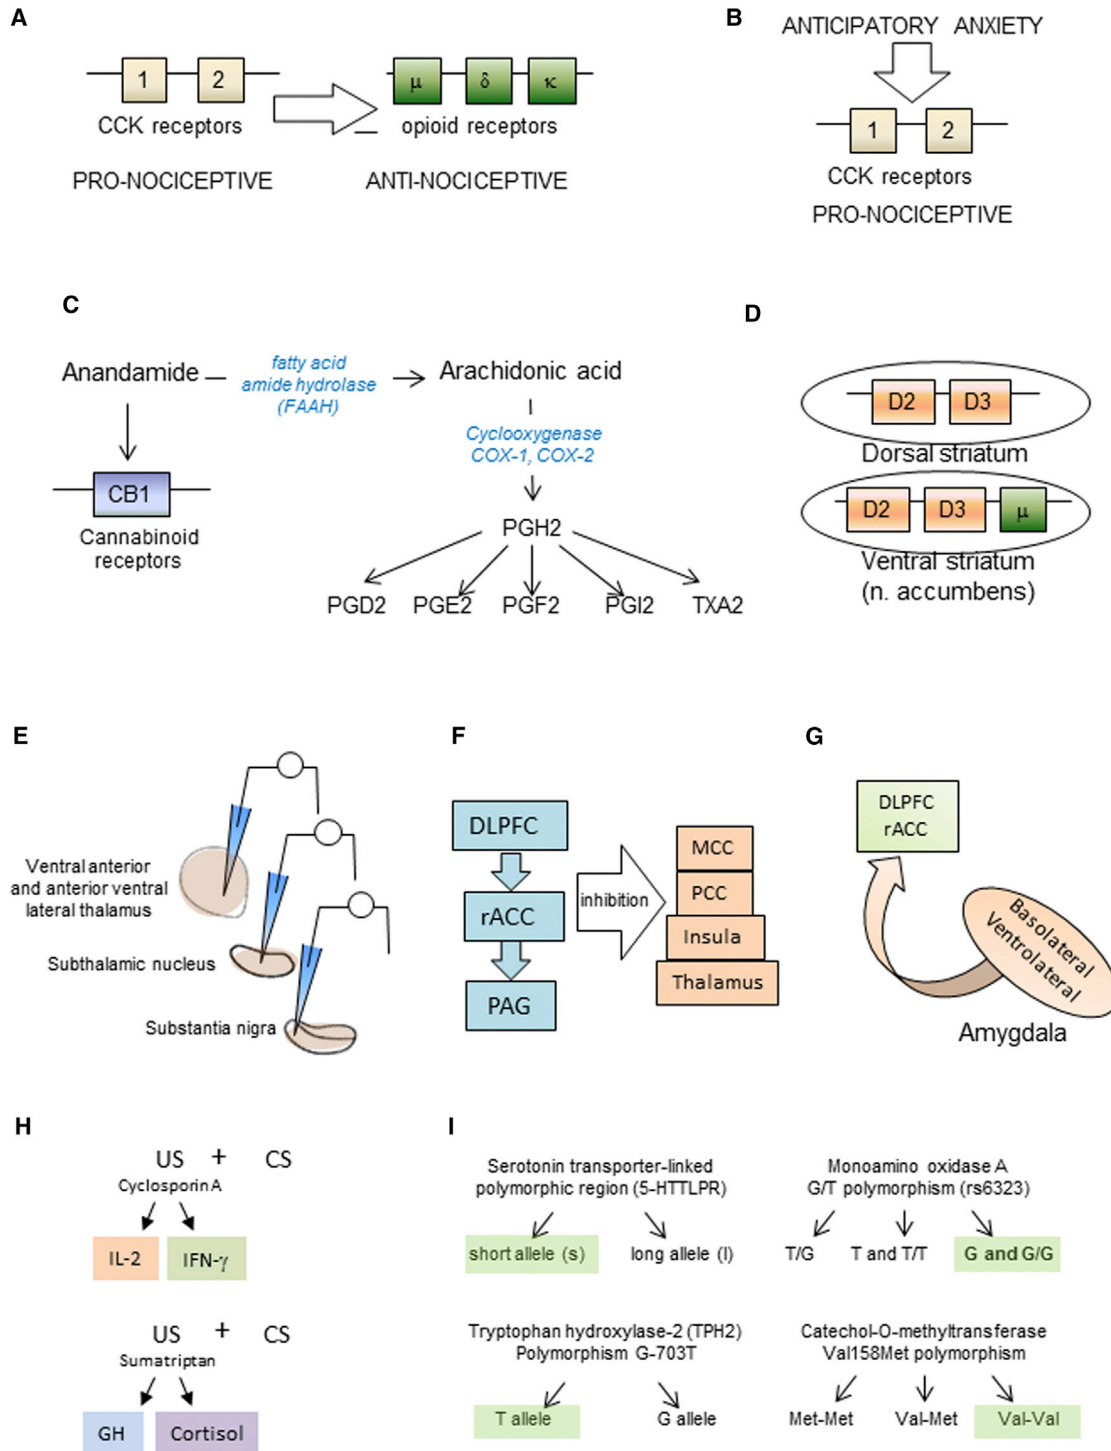 A
1 2
CCK receptors
PRO-NOCICEPTIVE
μ δ κ
opioid receptors
ANTI-NOCICEPTIVE
B
ANTICIPATORY ANXIETY
1 2
CCK receptors
PRO-NOCICEPTIVE
C
Anandamide
fatty acid
amide hydrolase
(FAAH)
Arachidonic acid
Cyclooxygenase
COX-1, COX-2
CB1
Cannabinoid
receptors
PGH2
PGD2 PGE2 PGF2 PGI2 TXA2
D
D2 D3
Dorsal striatum
D2 D3 μ
Ventral striatum
(n. accumbens)
E
Ventral anterior
and anterior ventral
lateral thalamus
Subthalamic nucleus
Substantia nigra
F
DLPFC
rACC
PAG
inhibition
MCC
PCC
Insula
Thalamus
G
DLPFC
rACC
Basolateral
Ventrolateral
Amygdala
H
US + CS
Cyclosporin A
IL-2 IFN-γ
US + CS
Sumatriptan
GH Cortisol
I
Serotonin transporter-linked
polymorphic region (5-HTTLPR)
short allele (s) long allele (l)
Monoamino oxidase A
G/T polymorphism (rs6323)
T/G T and T/T G and G/G
Tryptophan hydroxylase-2 (TPH2)
Polymorphism G-703T
T allele G allele
Catechol-O-methyltransferase
Val158Met polymorphism
Met-Met Val-Met Val-Val